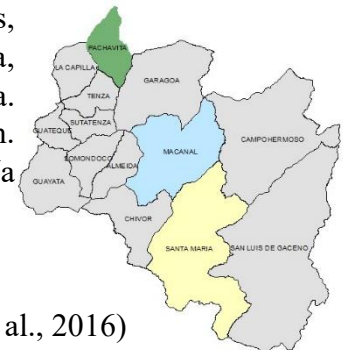 s,
PACHAVITA
a,
LA CAPILLA
GARAGOA
TENZA
a.
SUTATENZA
n.
GUATEQUE
CAMPOHERMOSO
MACANAL
SOMONDOCO
ALMEIDA
GUAYATA
CHIVOR
SANTA MARIA
SAN LUIS DE GACENO
al., 2016)